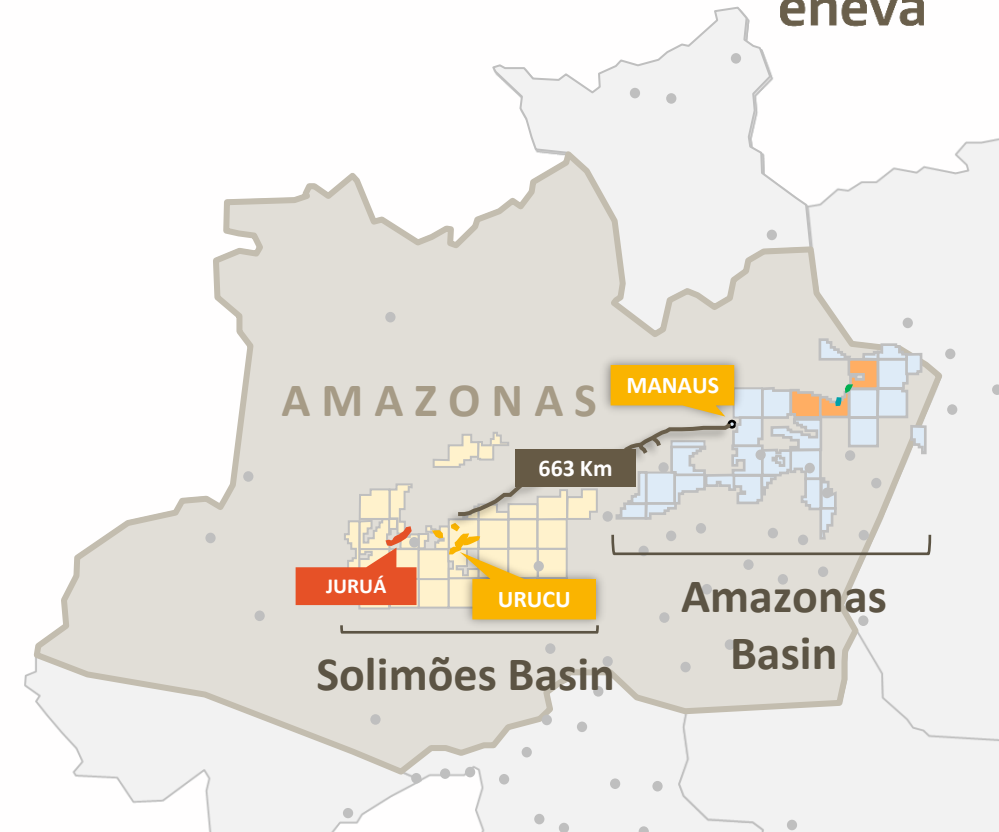 eneva
AMAZONAS
MANAUS
663 Km
JURUÁ
URUCU
Amazonas
Basin
Solimões Basin